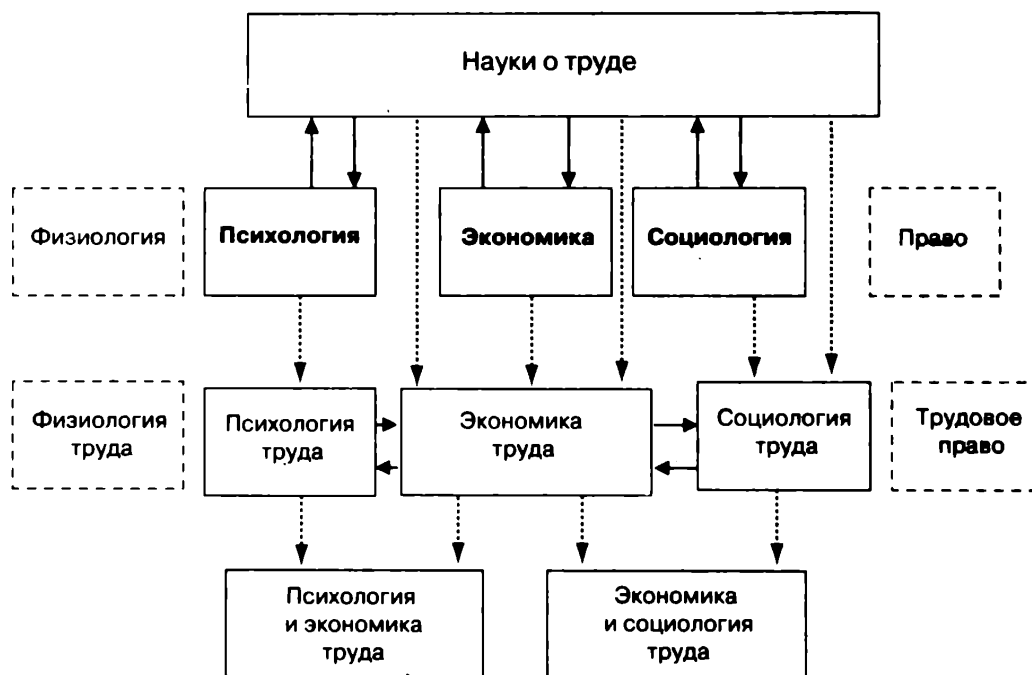 Науки о труде
Физиология
Психология
Экономика
Социология
Право
Физиология
труда
Психология
труда
Экономика
труда
Социология
труда
Трудовое
право
Психология
и экономика
труда
Экономика
и социология
труда